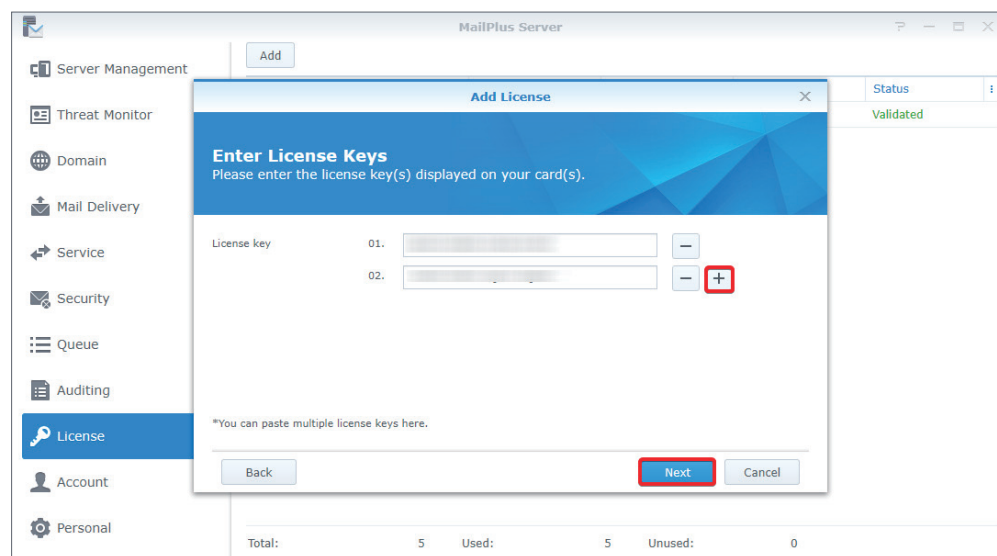 MailPlus Server
Add
Server Management
Threat Monitor
Domain
Mail Delivery
Service
Security
Queue
Auditing
License
Account
Personal
Status
Validated
Add License
Enter License Keys
Please enter the license key(s) displayed on your card(s).
License key 01.
02.
*You can paste multiple license keys here.
Back Next Cancel
Total: 5 Used: 5 Unused: 0